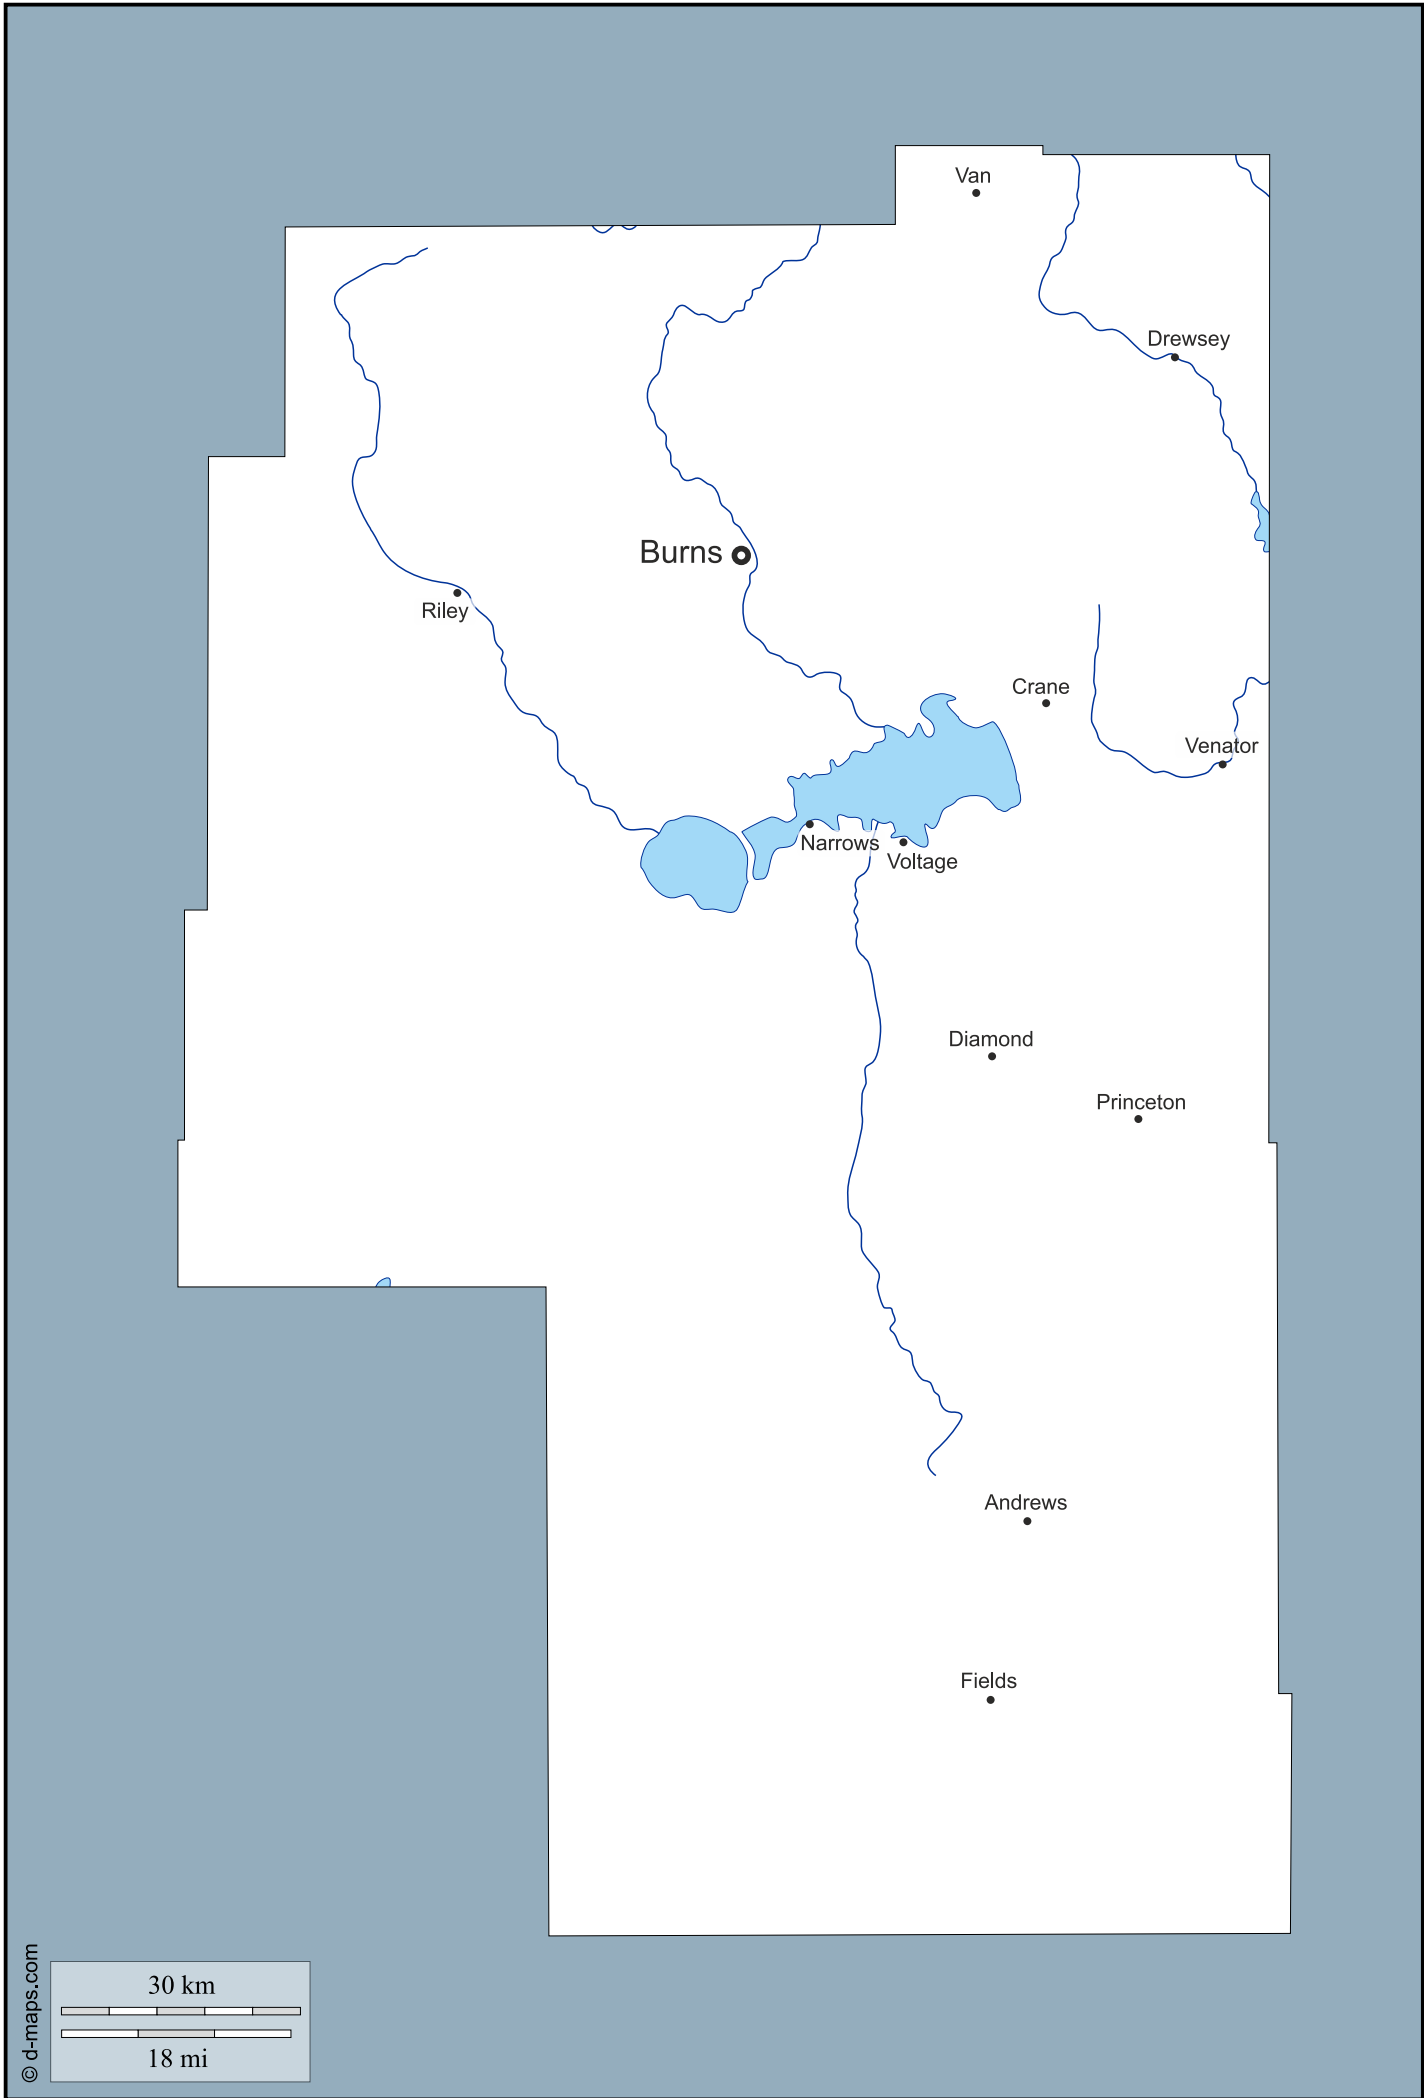 Van
Drewsey
Burns
Riley
Crane
Venator
Narrows
Voltage
Diamond
Princeton
Andrews
Fields
30 km
18 mi
© d-maps.com